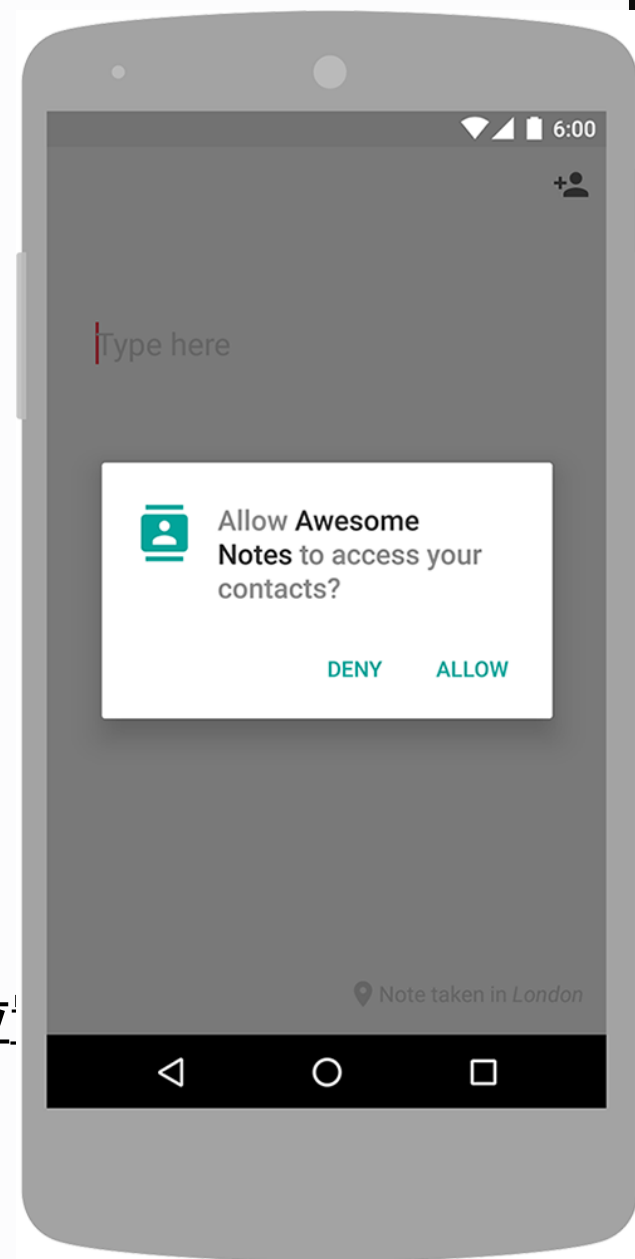 6:00
Type here
Allow Awesome
Notes to access your
contacts?
DENY ALLOW
Note taken in London